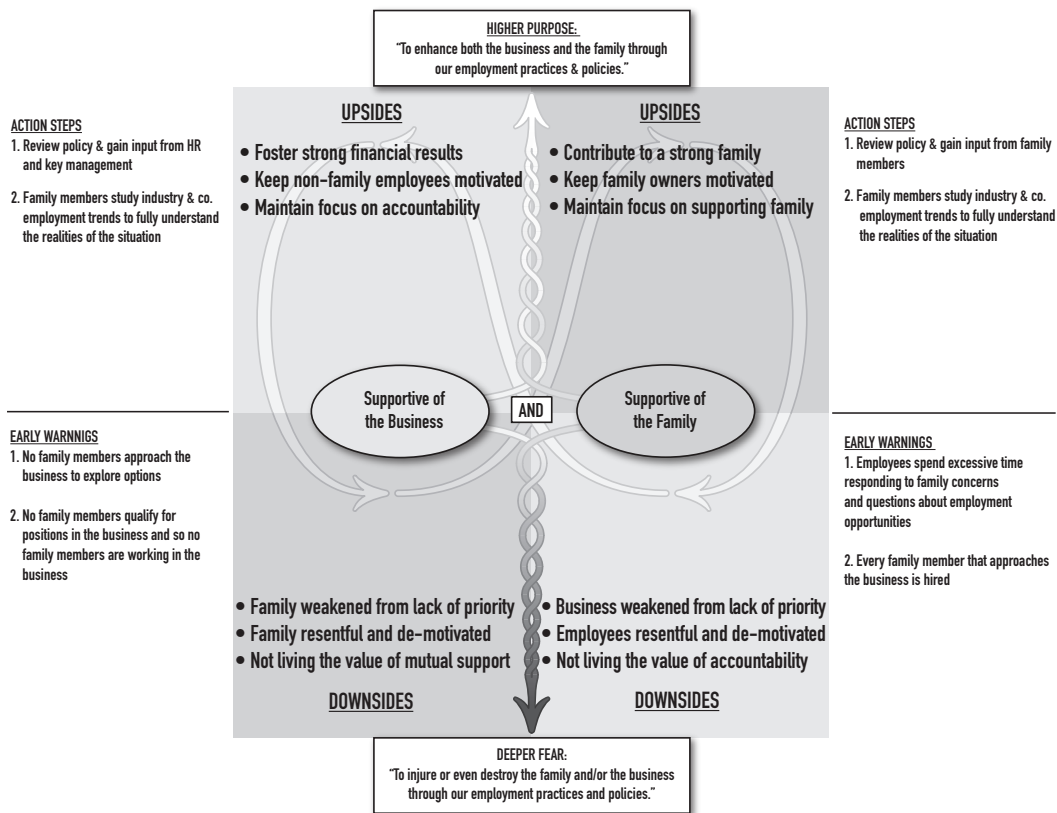 HIGHER PURPOSE:
“To enhance both the business and the family through
our employment practices & policies.”
ACTION STEPS
1. Review policy & gain input from HR
and key management
2. Family members study industry & co.
employment trends to fully understand
the realities of the situation
UPSIDES
• Foster strong financial results
• Keep non-family employees motivated
• Maintain focus on accountability
UPSIDES
• Contribute to a strong family
• Keep family owners motivated
• Maintain focus on supporting family
ACTION STEPS
1. Review policy & gain input from family
members
2. Family members study industry & co.
employment trends to fully understand
the realities of the situation
Supportive of
the Business
AND
Supportive of
the Family
EARLY WARNNIGS
1. No family members approach the
business to explore options
2. No family members qualify for
positions in the business and so no
family members are working in the
business
• Family weakened from lack of priority
• Family resentful and de-motivated
• Not living the value of mutual support
DOWNSIDES
• Business weakened from lack of priority
• Employees resentful and de-motivated
• Not living the value of accountability
DOWNSIDES
EARLY WARNINGS
1. Employees spend excessive time
responding to family concerns
and questions about employment
opportunities
2. Every family member that approaches
the business is hired
DEEPER FEAR:
“To injure or even destroy the family and/or the business
through our employment practices and policies.”